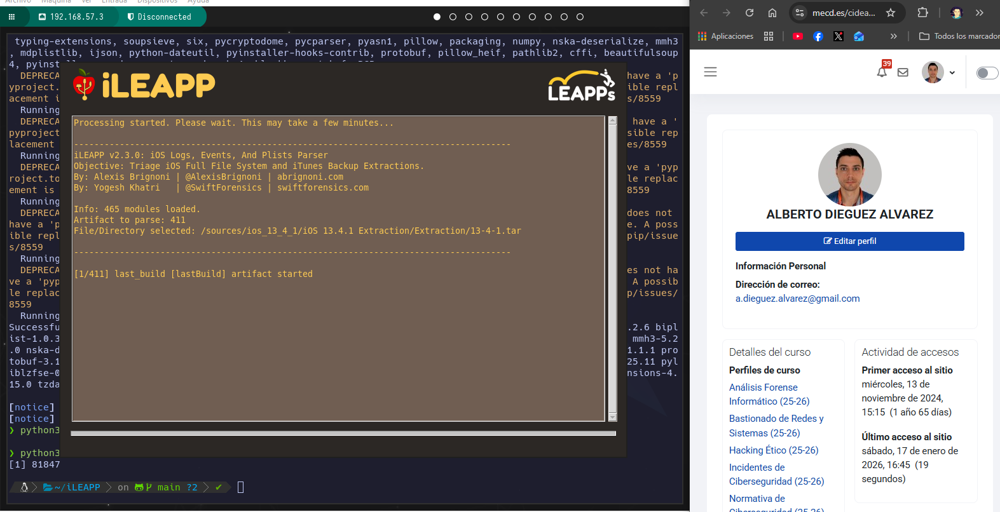 Archivo Máquina Ver Entrada Dispositivos Ayuda
192.168.57.3 Disconnected
typing-extensions, soupsieve, six, pycryptodome, pycparser, pyasn1, pillow, packaging, numpy, nska-deserialize, mmh3
, mdplistlib, ijson, python-dateutil, pyinstaller-hooks-contrib, protobuf, pillow_heif, pathlib2, cffi, beautifulsoup
4,
DEPRECA have a 'p
yproject. ible repl
acement i s/8559
Running
DEPRECA have a '
pyproject sible rep
lacement es/8559
Running
DEPRECA ve a 'pyp
roject.to le replac
ement is 8559
Running
DEPRECA does not
have a 'p e. A poss
ible repl pip/issue
s/8559
Running
DEPRECA es not ha
ve a 'pyp A possib
le replac p/issues/
8559
Running
Successfu .2.6 bipl
ist-1.0.3 mmh3-5.2
.0 nska-d 1.1.1 pro
tobuf-3.1 25.11 pyl
iblzfse-0 nsions-4.
15.0 tzda
[notice]
[notice]
❯ python3
❯ python3
[1] 81847
~/iLEAPP on main ?2 ✔
iLEAPP
LEAPPs
Processing started. Please wait. This may take a few minutes...
--------------------------------------------------------------------------------------
iLEAPP v2.3.0: iOS Logs, Events, And Plists Parser
Objective: Triage iOS Full File System and iTunes Backup Extractions.
By: Alexis Brignoni | @AlexisBrignoni | abrignoni.com
By: Yogesh Khatri | @SwiftForensics | swiftforensics.com
Info: 465 modules loaded.
Artifact to parse: 411
File/Directory selected: /sources/ios_13_4_1/iOS 13.4.1 Extraction/Extraction/13-4-1.tar
--------------------------------------------------------------------------------------
[1/411] last_build [lastBuild] artifact started
mecd.es/cidea...
Aplicaciones
Todos los marcador
39
ALBERTO DIEGUEZ ALVAREZ
Editar perfil
Información Personal
Dirección de correo:
a.dieguez.alvarez@gmail.com
Detalles del curso
Perfiles de curso
Análisis Forense
Informático (25-26)
Bastionado de Redes y
Sistemas (25-26)
Hacking Ético (25-26)
Incidentes de
Ciberseguridad (25-26)
Normativa de
Ciberseguridad (25-26)
Actividad de accesos
Primer acceso al sitio
miércoles, 13 de
noviembre de 2024,
15:15 (1 año 65 días)
Último acceso al sitio
sábado, 17 de enero de
2026, 16:45 (19
segundos)